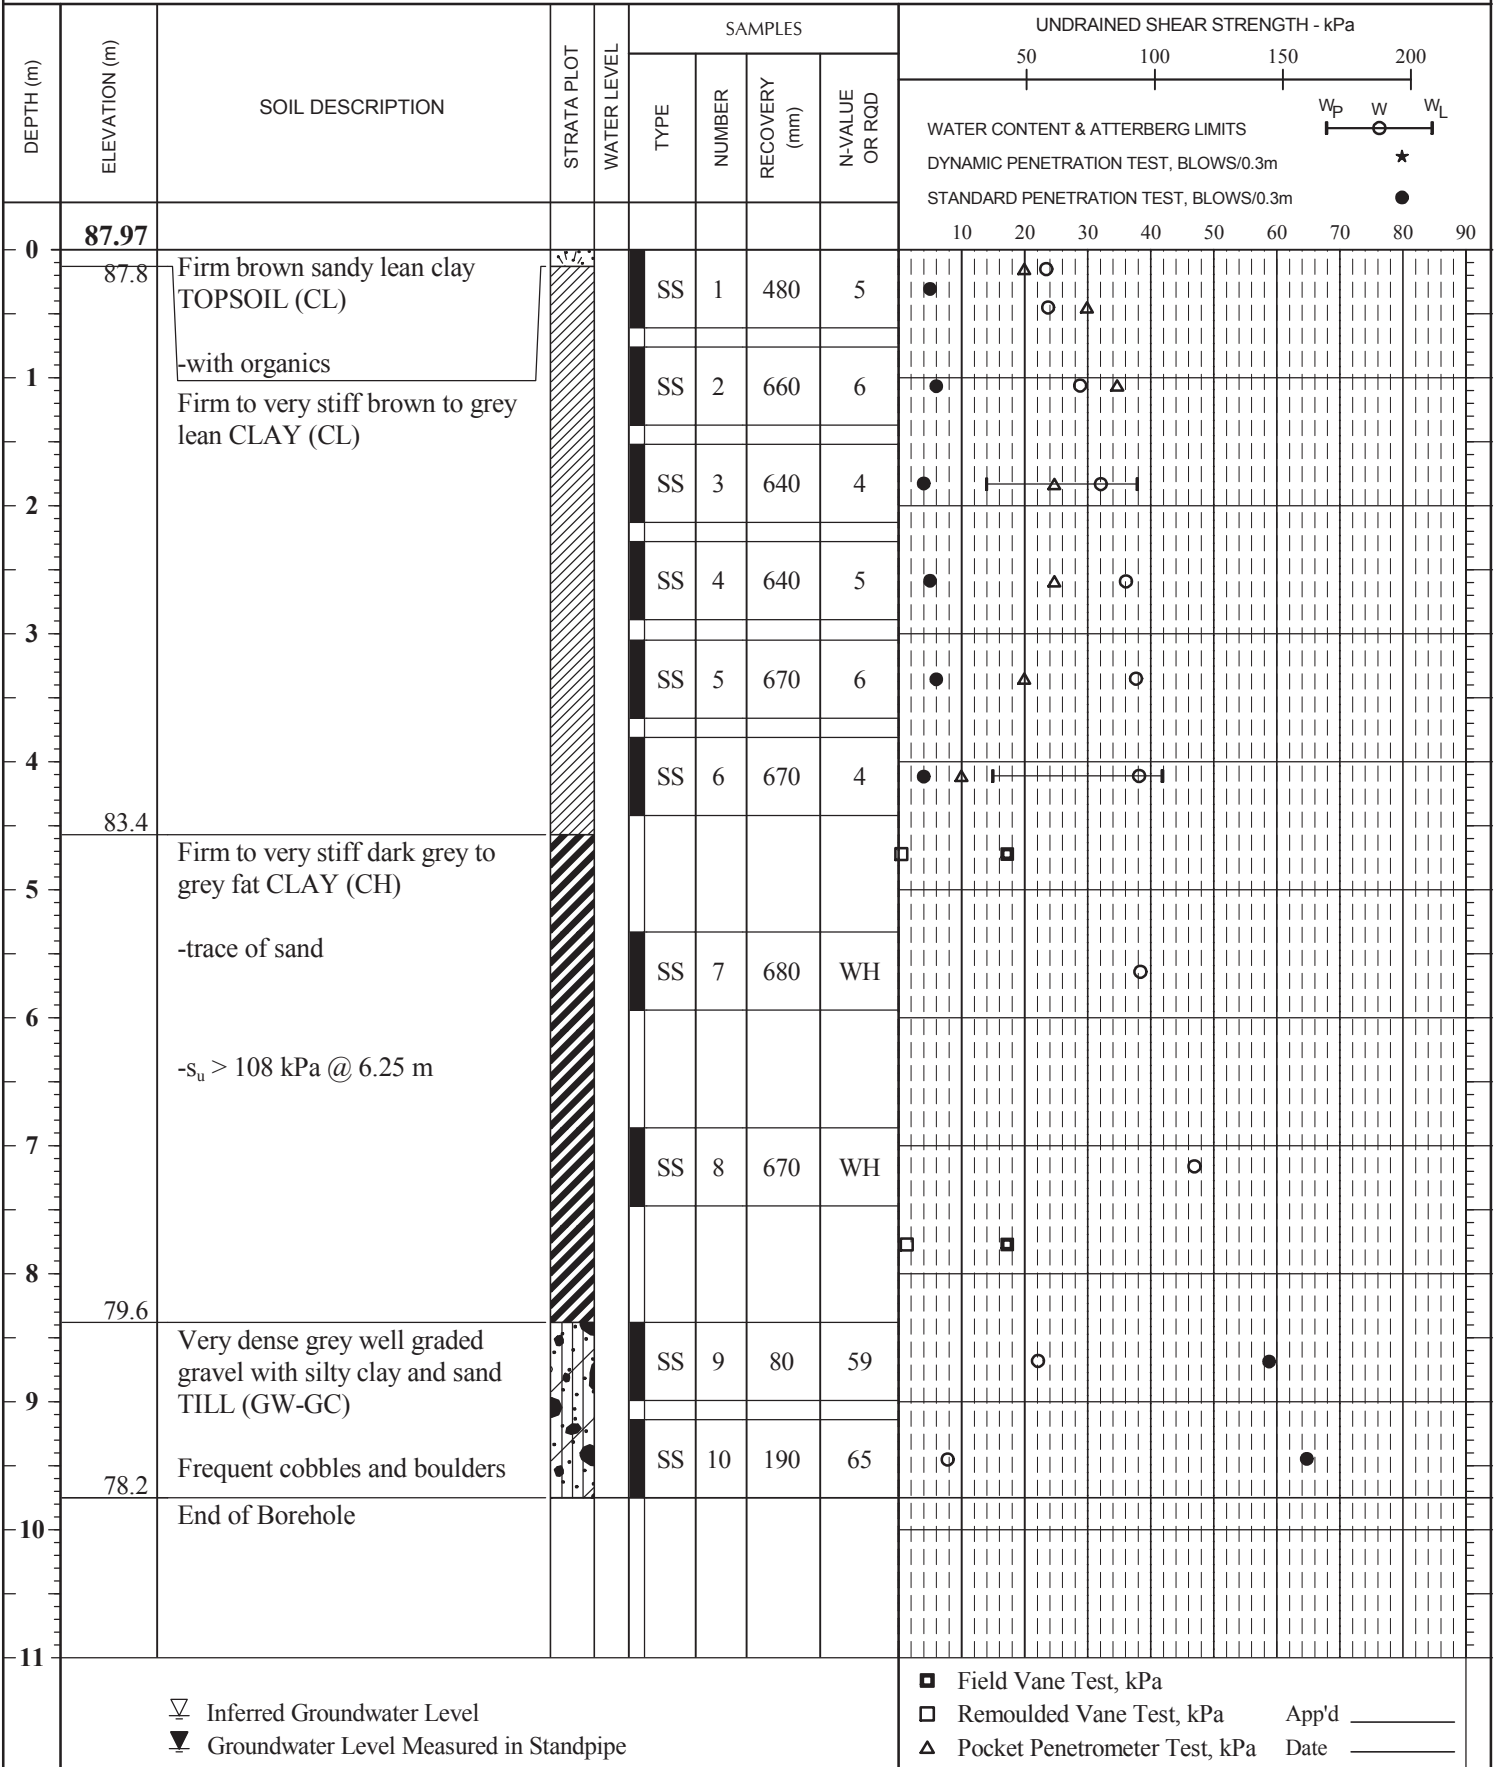 DEPTH (m)
ELEVATION (m)
SOIL DESCRIPTION
STRATA PLOT
WATER LEVEL
SAMPLES
TYPE
NUMBER
RECOVERY
(mm)
N-VALUE
OR RQD
UNDRAINED SHEAR STRENGTH - kPa
50 100 150 200
WATER CONTENT & ATTERBERG LIMITS
WP W WL
DYNAMIC PENETRATION TEST, BLOWS/0.3m ★
STANDARD PENETRATION TEST, BLOWS/0.3m ●
10 20 30 40 50 60 70 80 90
0
87.97
87.8
Firm brown sandy lean clay
TOPSOIL (CL)
-with organics
SS 1 480 5
1
Firm to very stiff brown to grey
lean CLAY (CL)
SS 2 660 6
SS 3 640 4
2
SS 4 640 5
3
SS 5 670 6
4
SS 6 670 4
83.4
Firm to very stiff dark grey to
grey fat CLAY (CH)
5
-trace of sand
SS 7 680 WH
6
-su > 108 kPa @ 6.25 m
7
SS 8 670 WH
8
79.6
Very dense grey well graded
gravel with silty clay and sand
TILL (GW-GC)
SS 9 80 59
9
Frequent cobbles and boulders
SS 10 190 65
78.2
End of Borehole
10
11
Inferred Groundwater Level
Groundwater Level Measured in Standpipe
Field Vane Test, kPa
Remoulded Vane Test, kPa App'd
Pocket Penetrometer Test, kPa Date